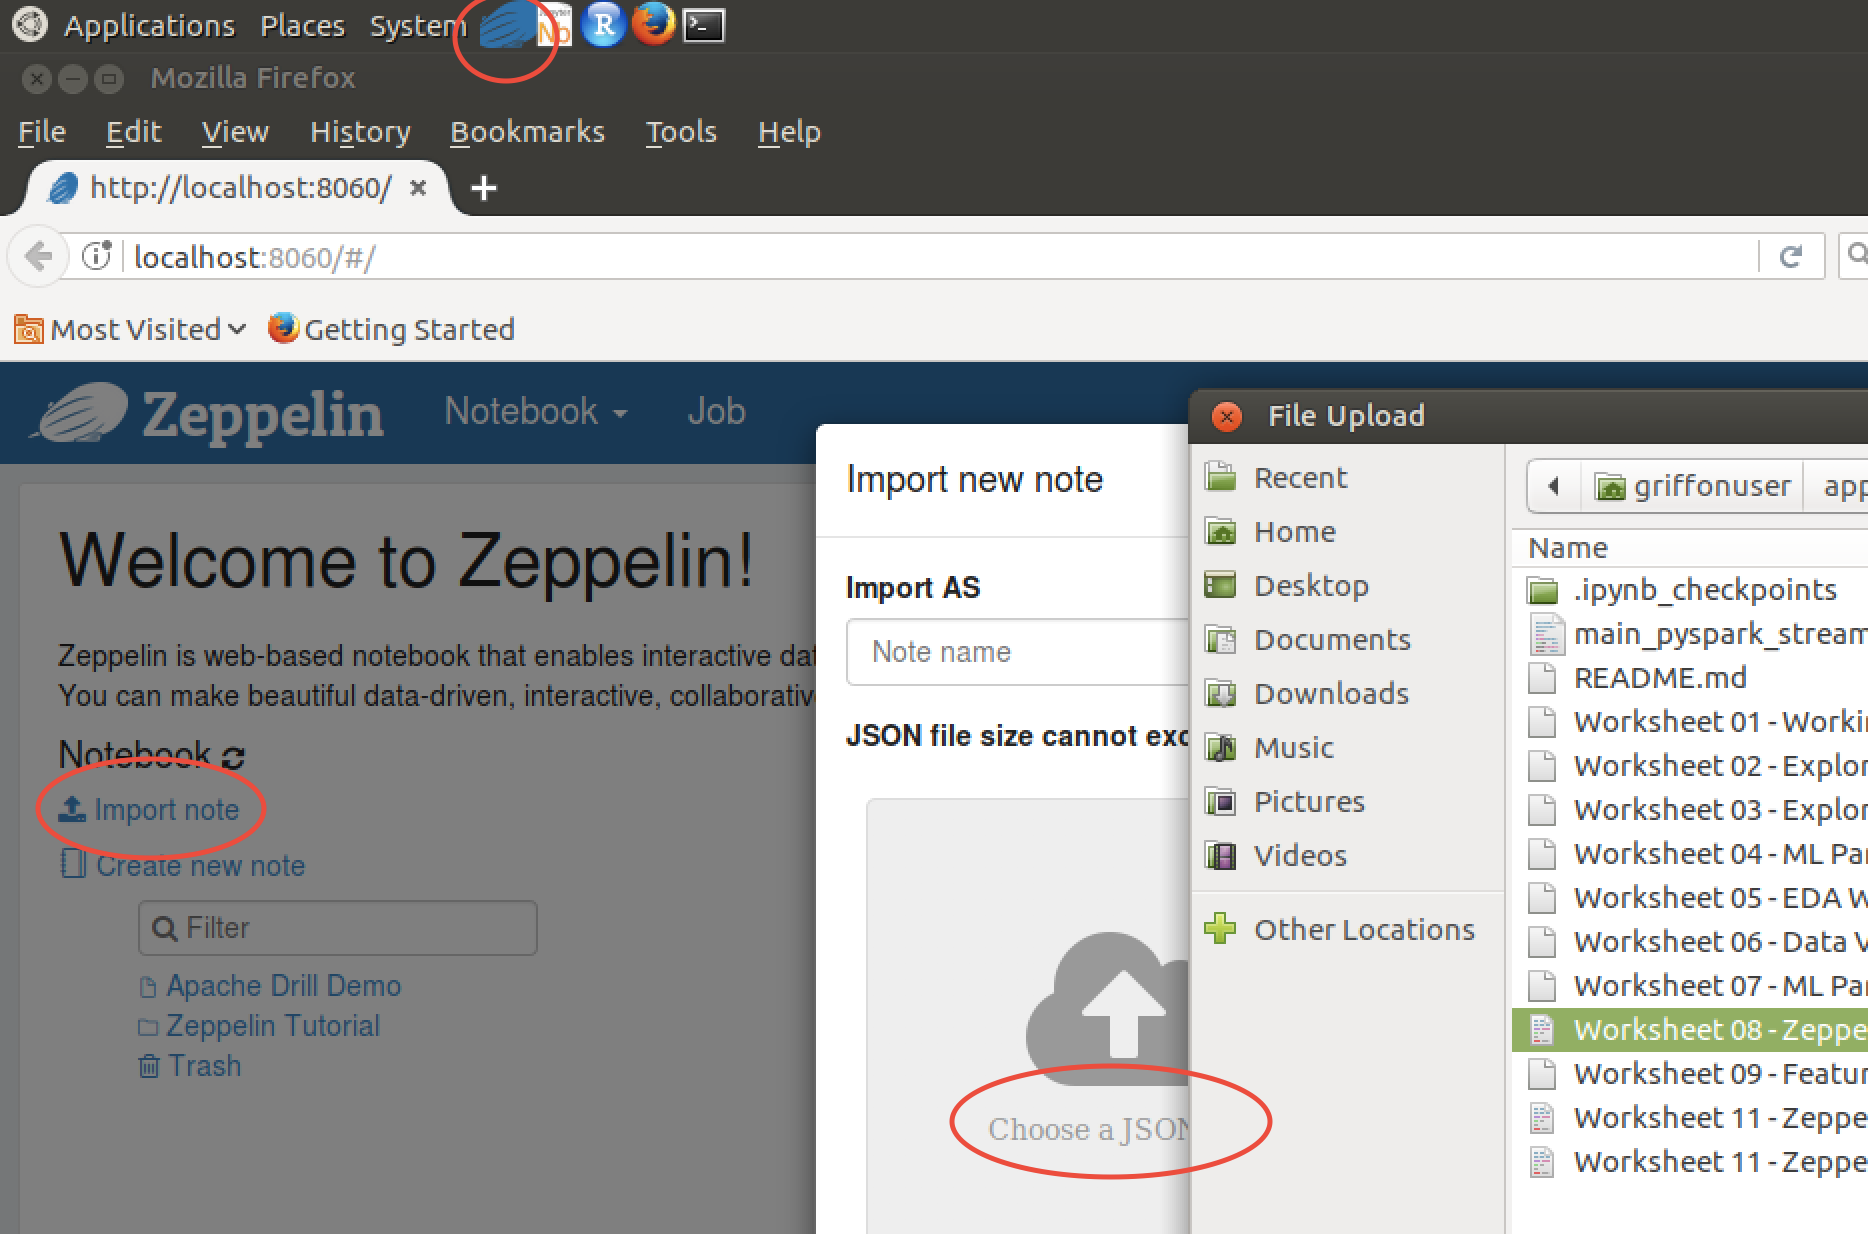 Applications Places System
Mozilla Firefox
File Edit View History Bookmarks Tools Help
http://localhost:8060/
localhost:8060/#/
Most Visited Getting Started
Zeppelin Notebook Job
Welcome to Zeppelin!
Zeppelin is web-based notebook that enables interactive dat
You can make beautiful data-driven, interactive, collaborativ
Notebook
Import note
Create new note
Filter
Apache Drill Demo
Zeppelin Tutorial
Trash
Import new note
Import AS
Note name
JSON file size cannot exc
Choose a JSON
File Upload
Recent
Home
Desktop
Documents
Downloads
Music
Pictures
Videos
Other Locations
griffonuser app
Name
.ipynb_checkpoints
main_pyspark_stream
README.md
Worksheet 01 - Workin
Worksheet 02 - Explor
Worksheet 03 - Explor
Worksheet 04 - ML Par
Worksheet 05 - EDA W
Worksheet 06 - Data V
Worksheet 07 - ML Par
Worksheet 08 - Zeppe
Worksheet 09 - Featur
Worksheet 11 - Zeppe
Worksheet 11 - Zeppe